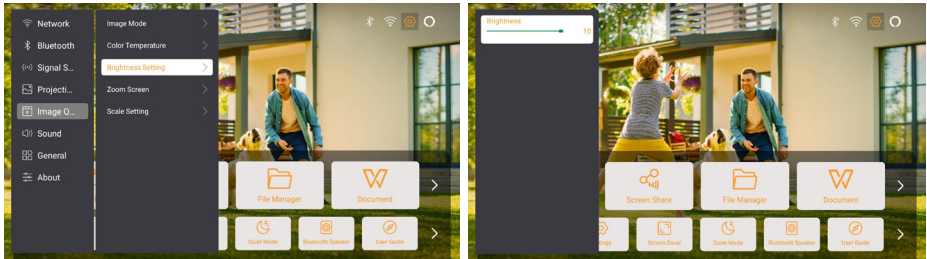 Network
Bluetooth
Signal S...
Projecti...
Image Q...
Sound
General
About
Image Mode
Color Temperature
Brightness Setting
Zoom Screen
Scale Setting
File Manager
Document
Quiet Mode
Bluetooth Speaker
User Guide
Brightness
10
Screen Share
File Manager
Document
Screen Saver
Quiet Mode
Bluetooth Speaker
User Guide